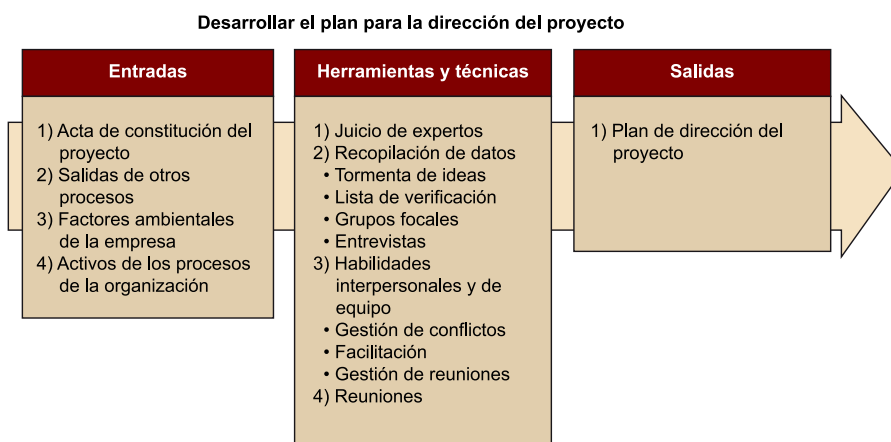 Desarrollar el plan para la dirección del proyecto
Entradas
1) Acta de constitución del
proyecto
2) Salidas de otros
procesos
3) Factores ambientales
de la empresa
4) Activos de los procesos
de la organización
Herramientas y técnicas
1) Juicio de expertos
2) Recopilación de datos
• Tormenta de ideas
• Lista de verificación
• Grupos focales
• Entrevistas
3) Habilidades
interpersonales y de
equipo
• Gestión de conflictos
• Facilitación
• Gestión de reuniones
4) Reuniones
Salidas
1) Plan de dirección del
proyecto